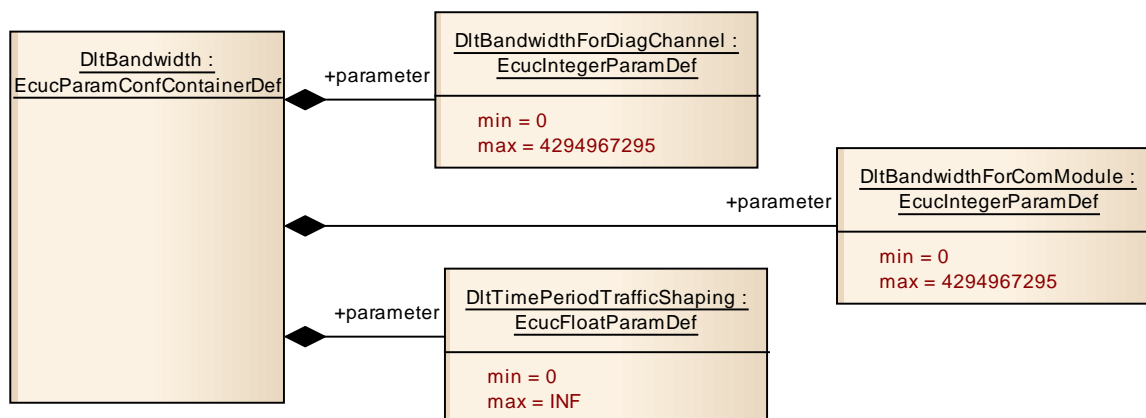 DltBandwidth :
EcucParamConfContainerDef
+parameter
DltBandwidthForDiagChannel :
EcucIntegerParamDef
min = 0
max = 4294967295
+parameter
DltBandwidthForComModule :
EcucIntegerParamDef
min = 0
max = 4294967295
+parameter
DltTimePeriodTrafficShaping :
EcucFloatParamDef
min = 0
max = INF